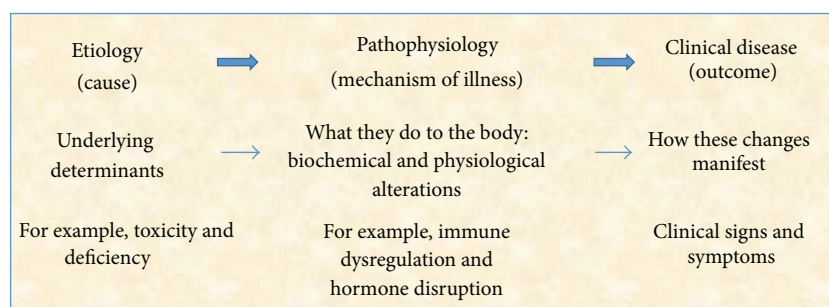 Etiology
(cause)
Pathophysiology
(mechanism of illness)
Clinical disease
(outcome)
Underlying
determinants
What they do to the body:
biochemical and physiological
alterations
How these changes
manifest
For example, toxicity and
deficiency
For example, immune
dysregulation and
hormone disruption
Clinical signs and
symptoms